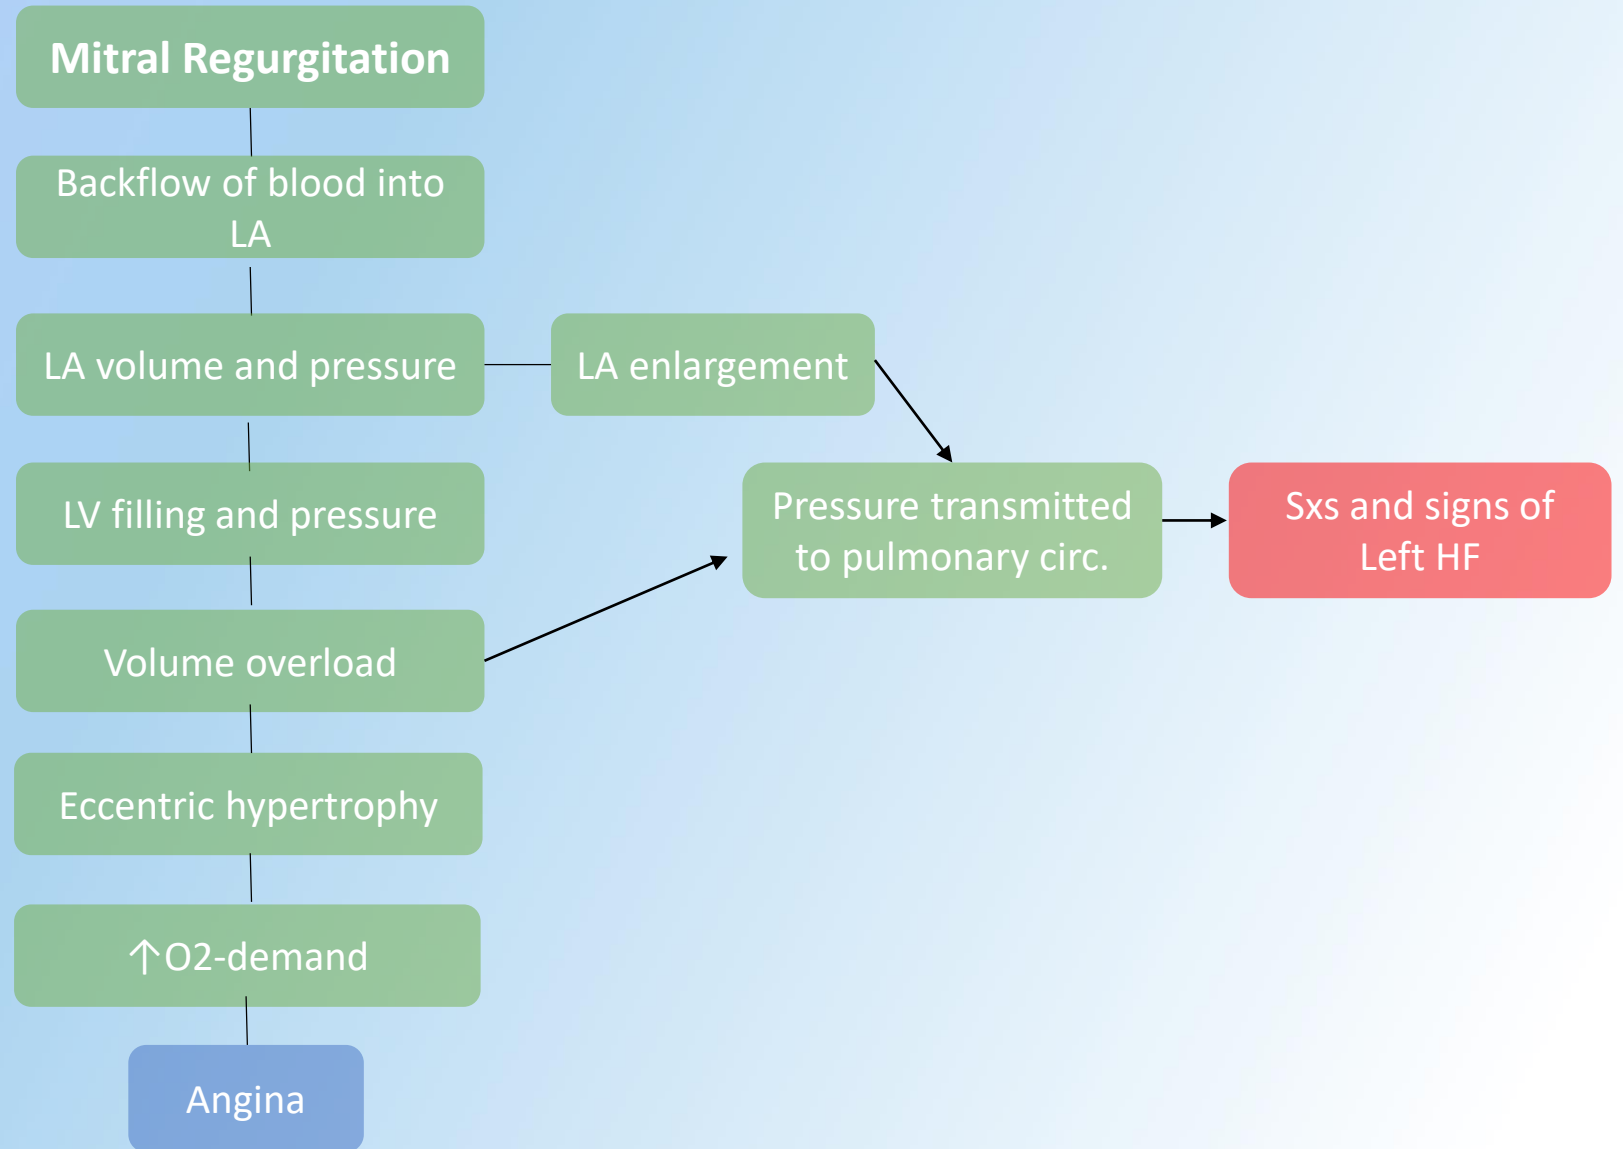 Mitral Regurgitation
Backflow of blood into
LA
LA volume and pressure
LA enlargement
LV filling and pressure
Pressure transmitted
to pulmonary circ.
Sxs and signs of
Left HF
Volume overload
Eccentric hypertrophy
↑O2-demand
Angina